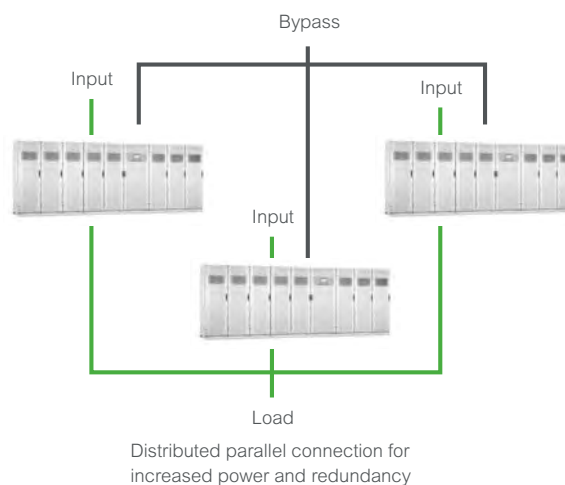 Bypass
Input
Input
Input
Load
Distributed parallel connection for
increased power and redundancy